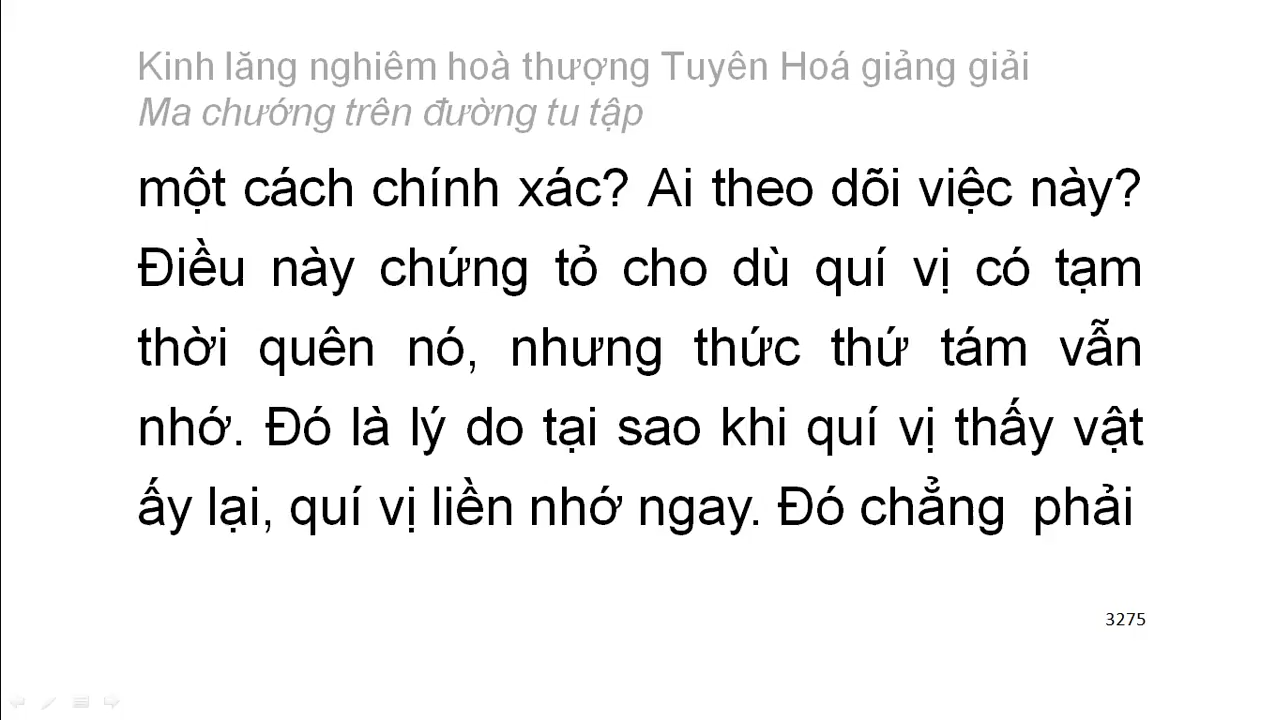 Kinh lăng nghiêm hoà thượng Tuyên Hoá giảng giải
Ma chướng trên đường tu tập
một cách chính xác? Ai theo dõi việc này?
Điều này chứng tỏ cho dù quí vị có tạm
thời quên nó, nhưng thức thứ tám vẫn
nhớ. Đó là lý do tại sao khi quí vị thấy vật
ấy lại, quí vị liền nhớ ngay. Đó chẳng phải
3275